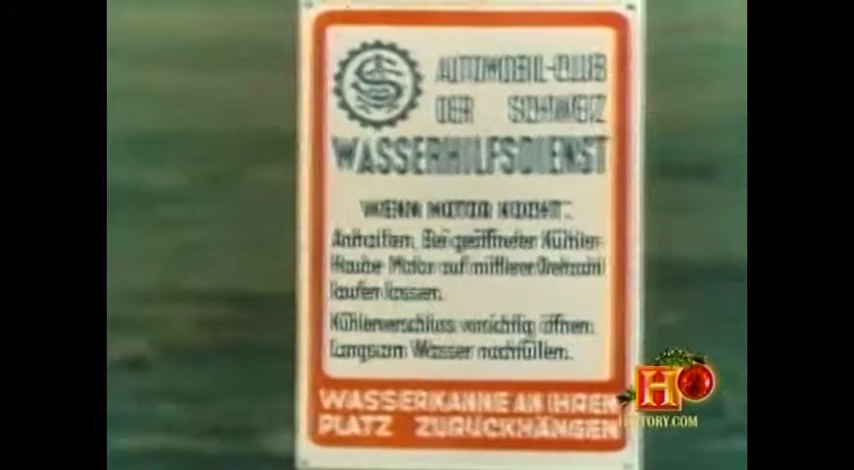 AUTOMOBIL-CLUB
DER SCHWEIZ
WASSERHILFSDIENST
WENN MOTOR KOCHT:
Anhalten. Bei geöffneter Kühler-
Haube Motor auf mittlerer Drehzahl
laufen lassen.
Kühlerverschluss vorsichtig öffnen.
Langsam Wasser nachfüllen.
WASSERKANNE AN IHREN
PLATZ ZURÜCKHÄNGEN
H
HISTORY.COM